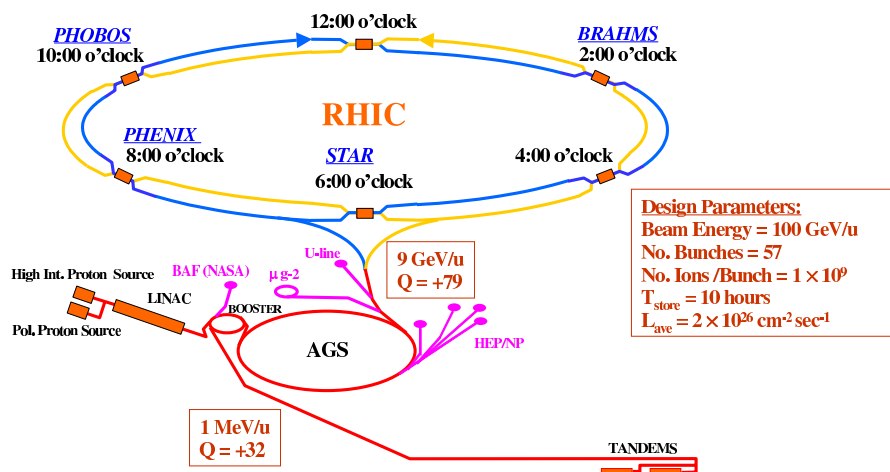 12:00 o'clock
PHOBOS
10:00 o'clock
BRAHMS
2:00 o'clock
RHIC
PHENIX
8:00 o'clock
STAR
6:00 o'clock
4:00 o'clock
Design Parameters:
Beam Energy = 100 GeV/u
No. Bunches = 57
No. Ions /Bunch = 1 × 10⁹
T_store = 10 hours
L_ave = 2 × 10²⁶ cm⁻² sec⁻¹
9 GeV/u
Q = +79
U-line
High Int. Proton Source
BAF (NASA)
μ g-2
LINAC
BOOSTER
Pol. Proton Source
HEP/NP
AGS
1 MeV/u
Q = +32
TANDEMS